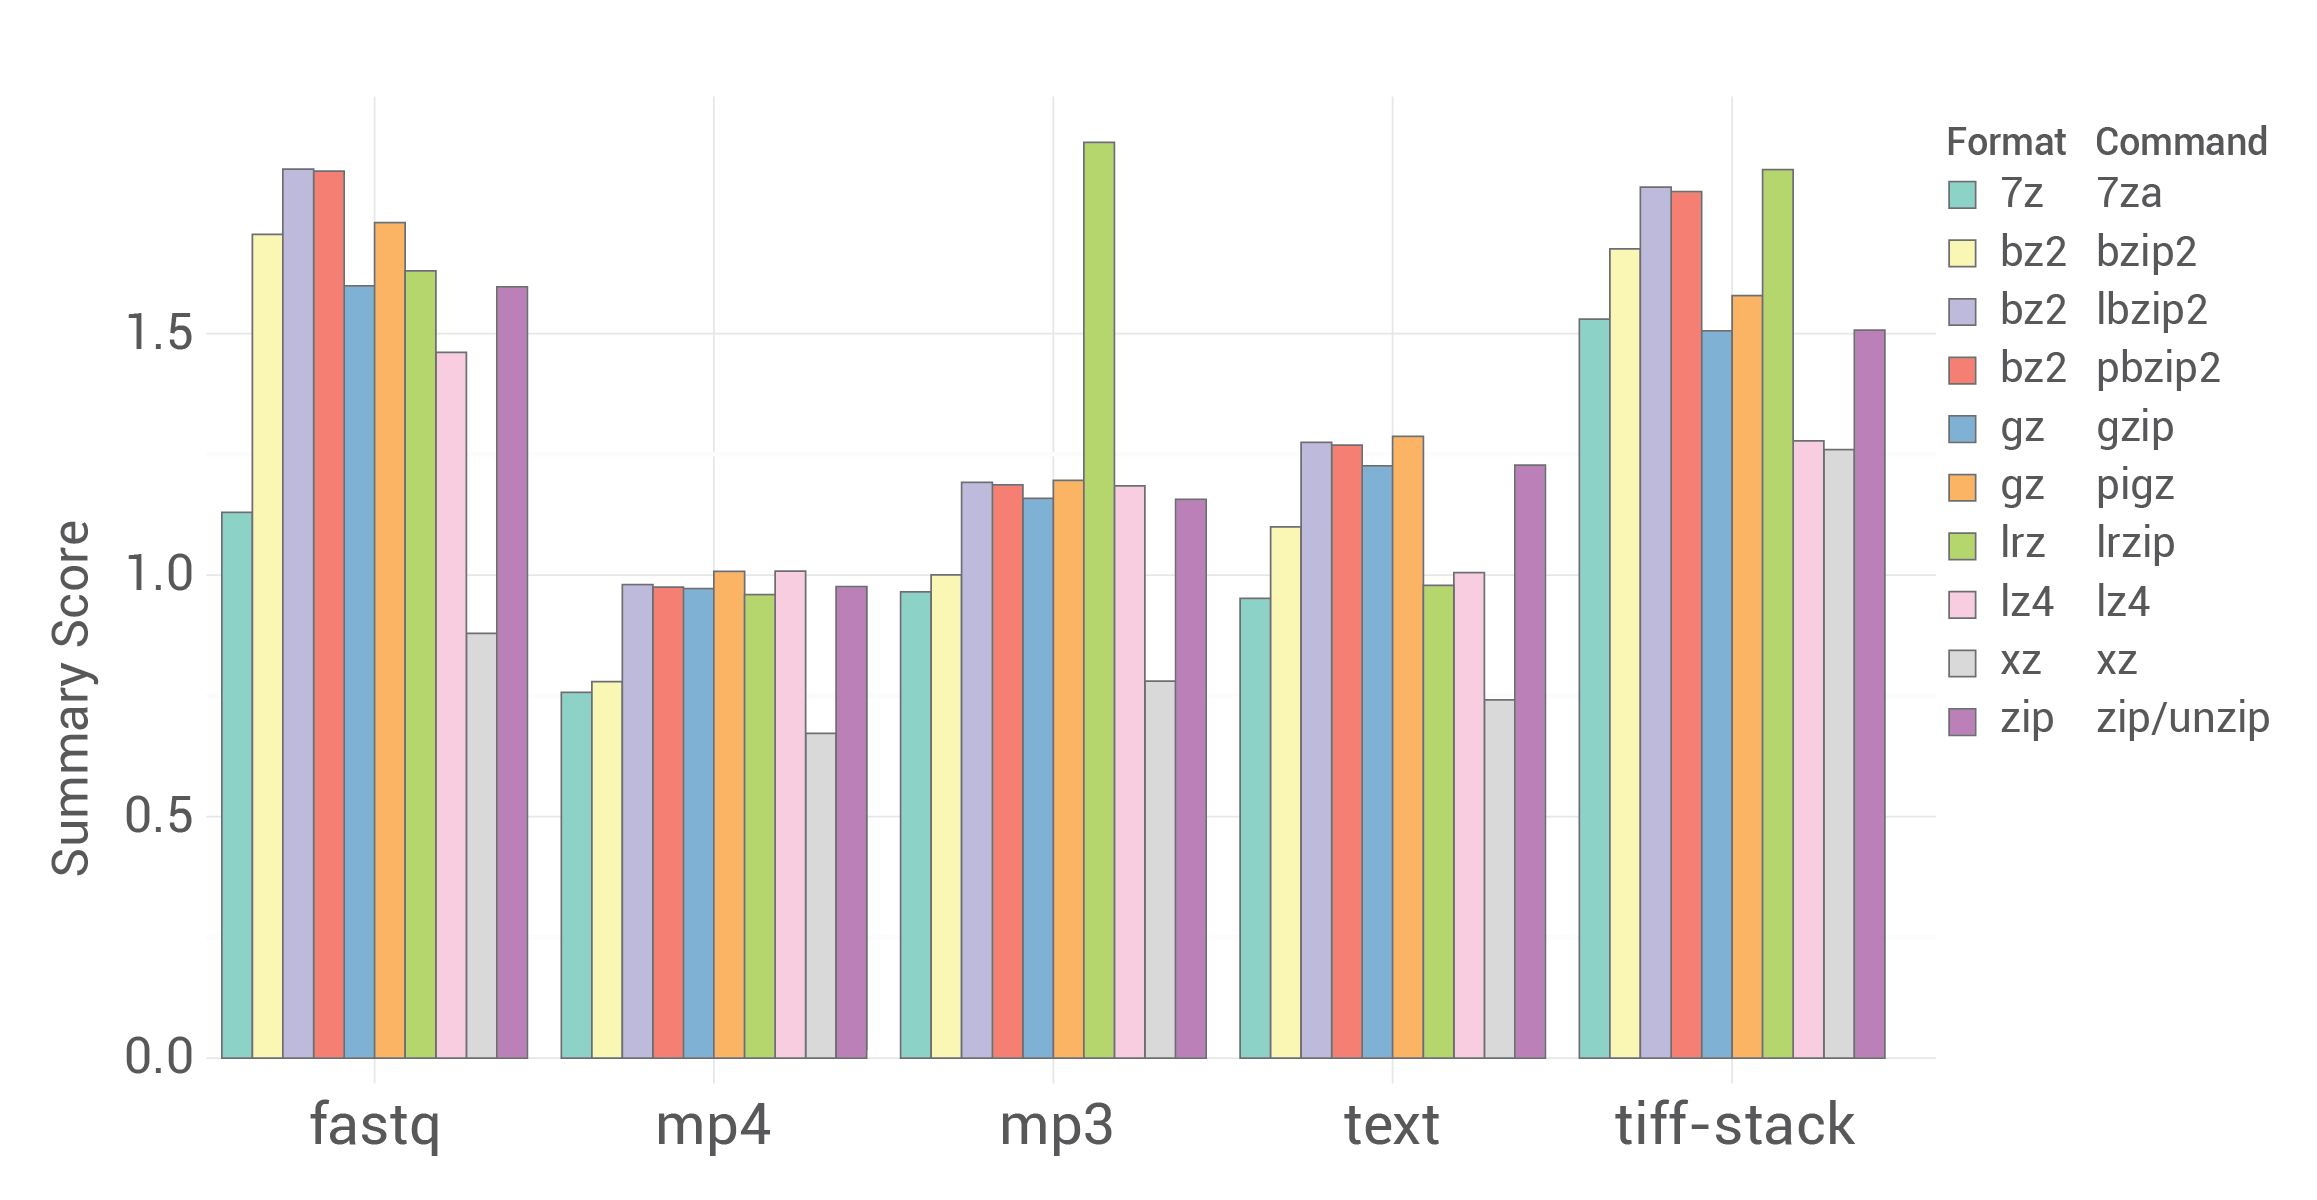 Format Command
7z 7za
bz2 bzip2
bz2 lbzip2
bz2 pbzip2
gz gzip
gz pigz
lrz lrzip
lz4 lz4
xz xz
zip zip/unzip
Summary Score
1.5
1.0
0.5
0.0
fastq mp4 mp3 text tiff-stack